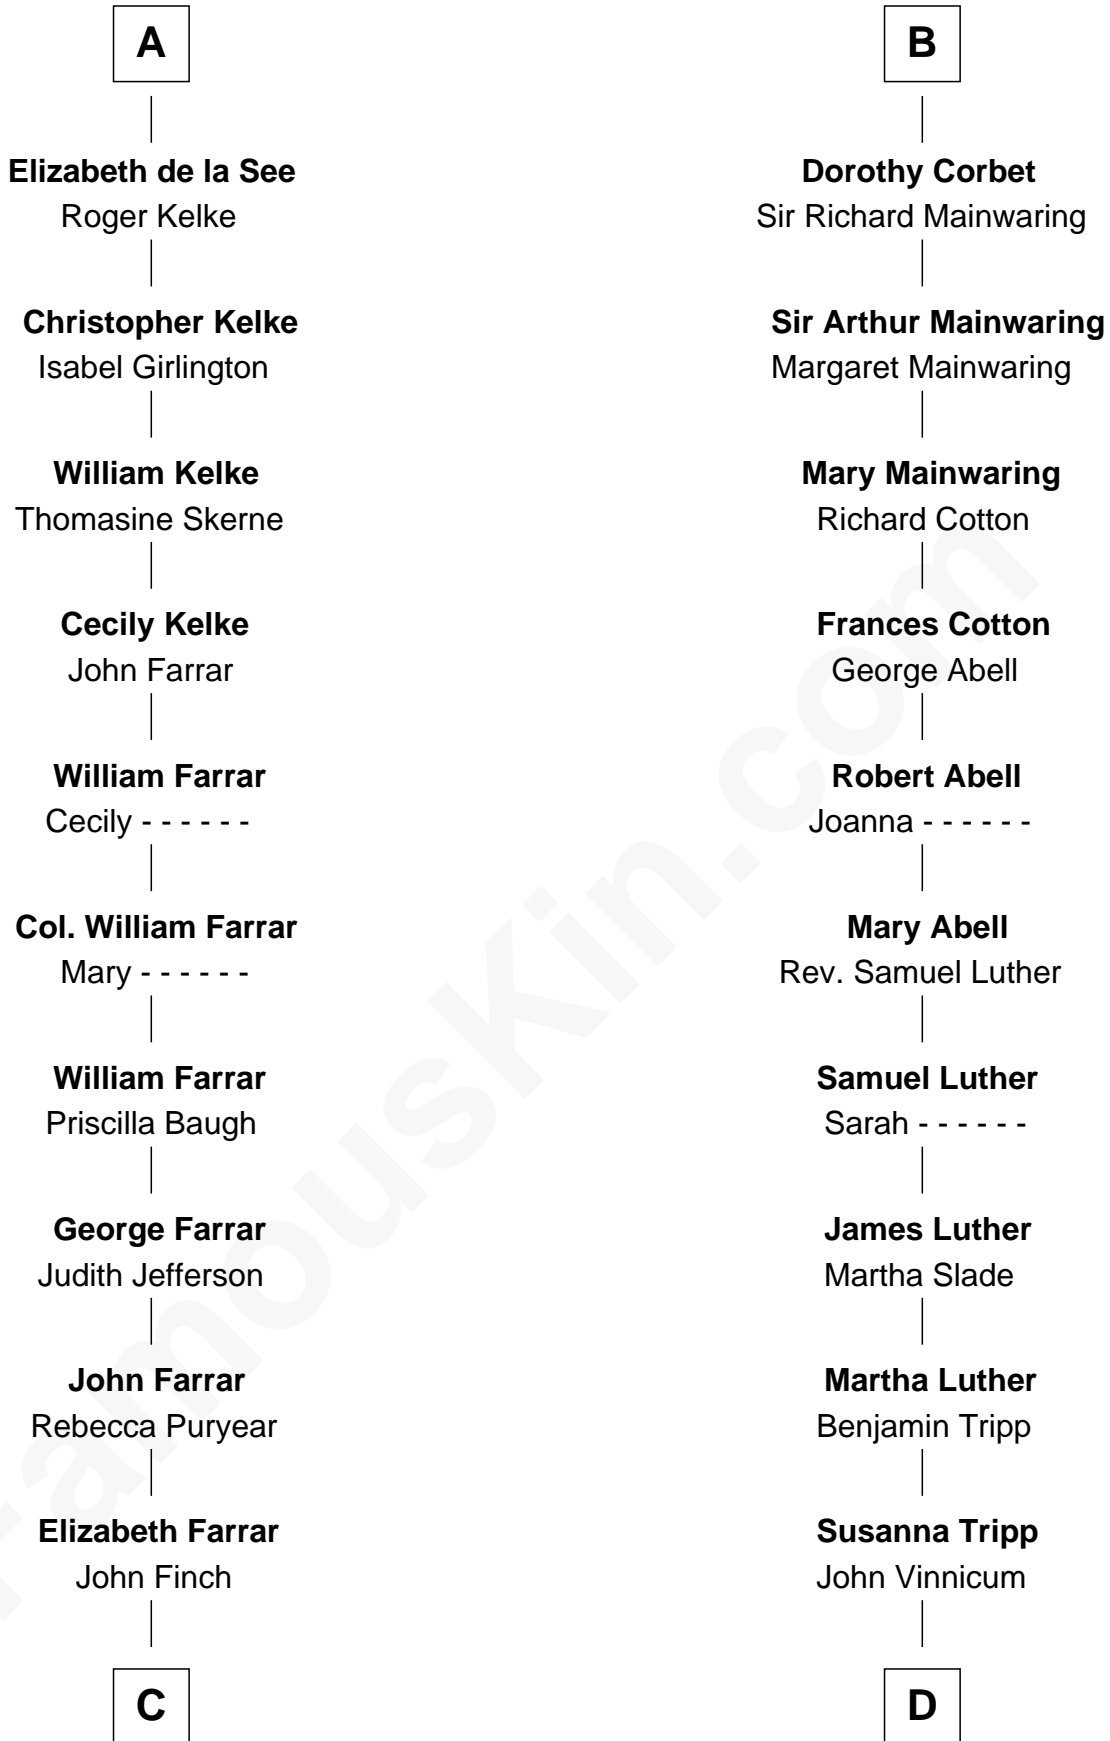 A
Elizabeth de la See
Roger Kelke
Christopher Kelke
Isabel Girlington
William Kelke
Thomasine Skerne
Cecily Kelke
John Farrar
William Farrar
Cecily - - - - - -
Col. William Farrar
Mary - - - - - -
William Farrar
Priscilla Baugh
George Farrar
Judith Jefferson
John Farrar
Rebecca Puryear
Elizabeth Farrar
John Finch
C
B
Dorothy Corbet
Sir Richard Mainwaring
Sir Arthur Mainwaring
Margaret Mainwaring
Mary Mainwaring
Richard Cotton
Frances Cotton
George Abell
Robert Abell
Joanna - - - - - -
Mary Abell
Rev. Samuel Luther
Samuel Luther
Sarah - - - - - -
James Luther
Martha Slade
Martha Luther
Benjamin Tripp
Susanna Tripp
John Vinnicum
D
FamousKin.com